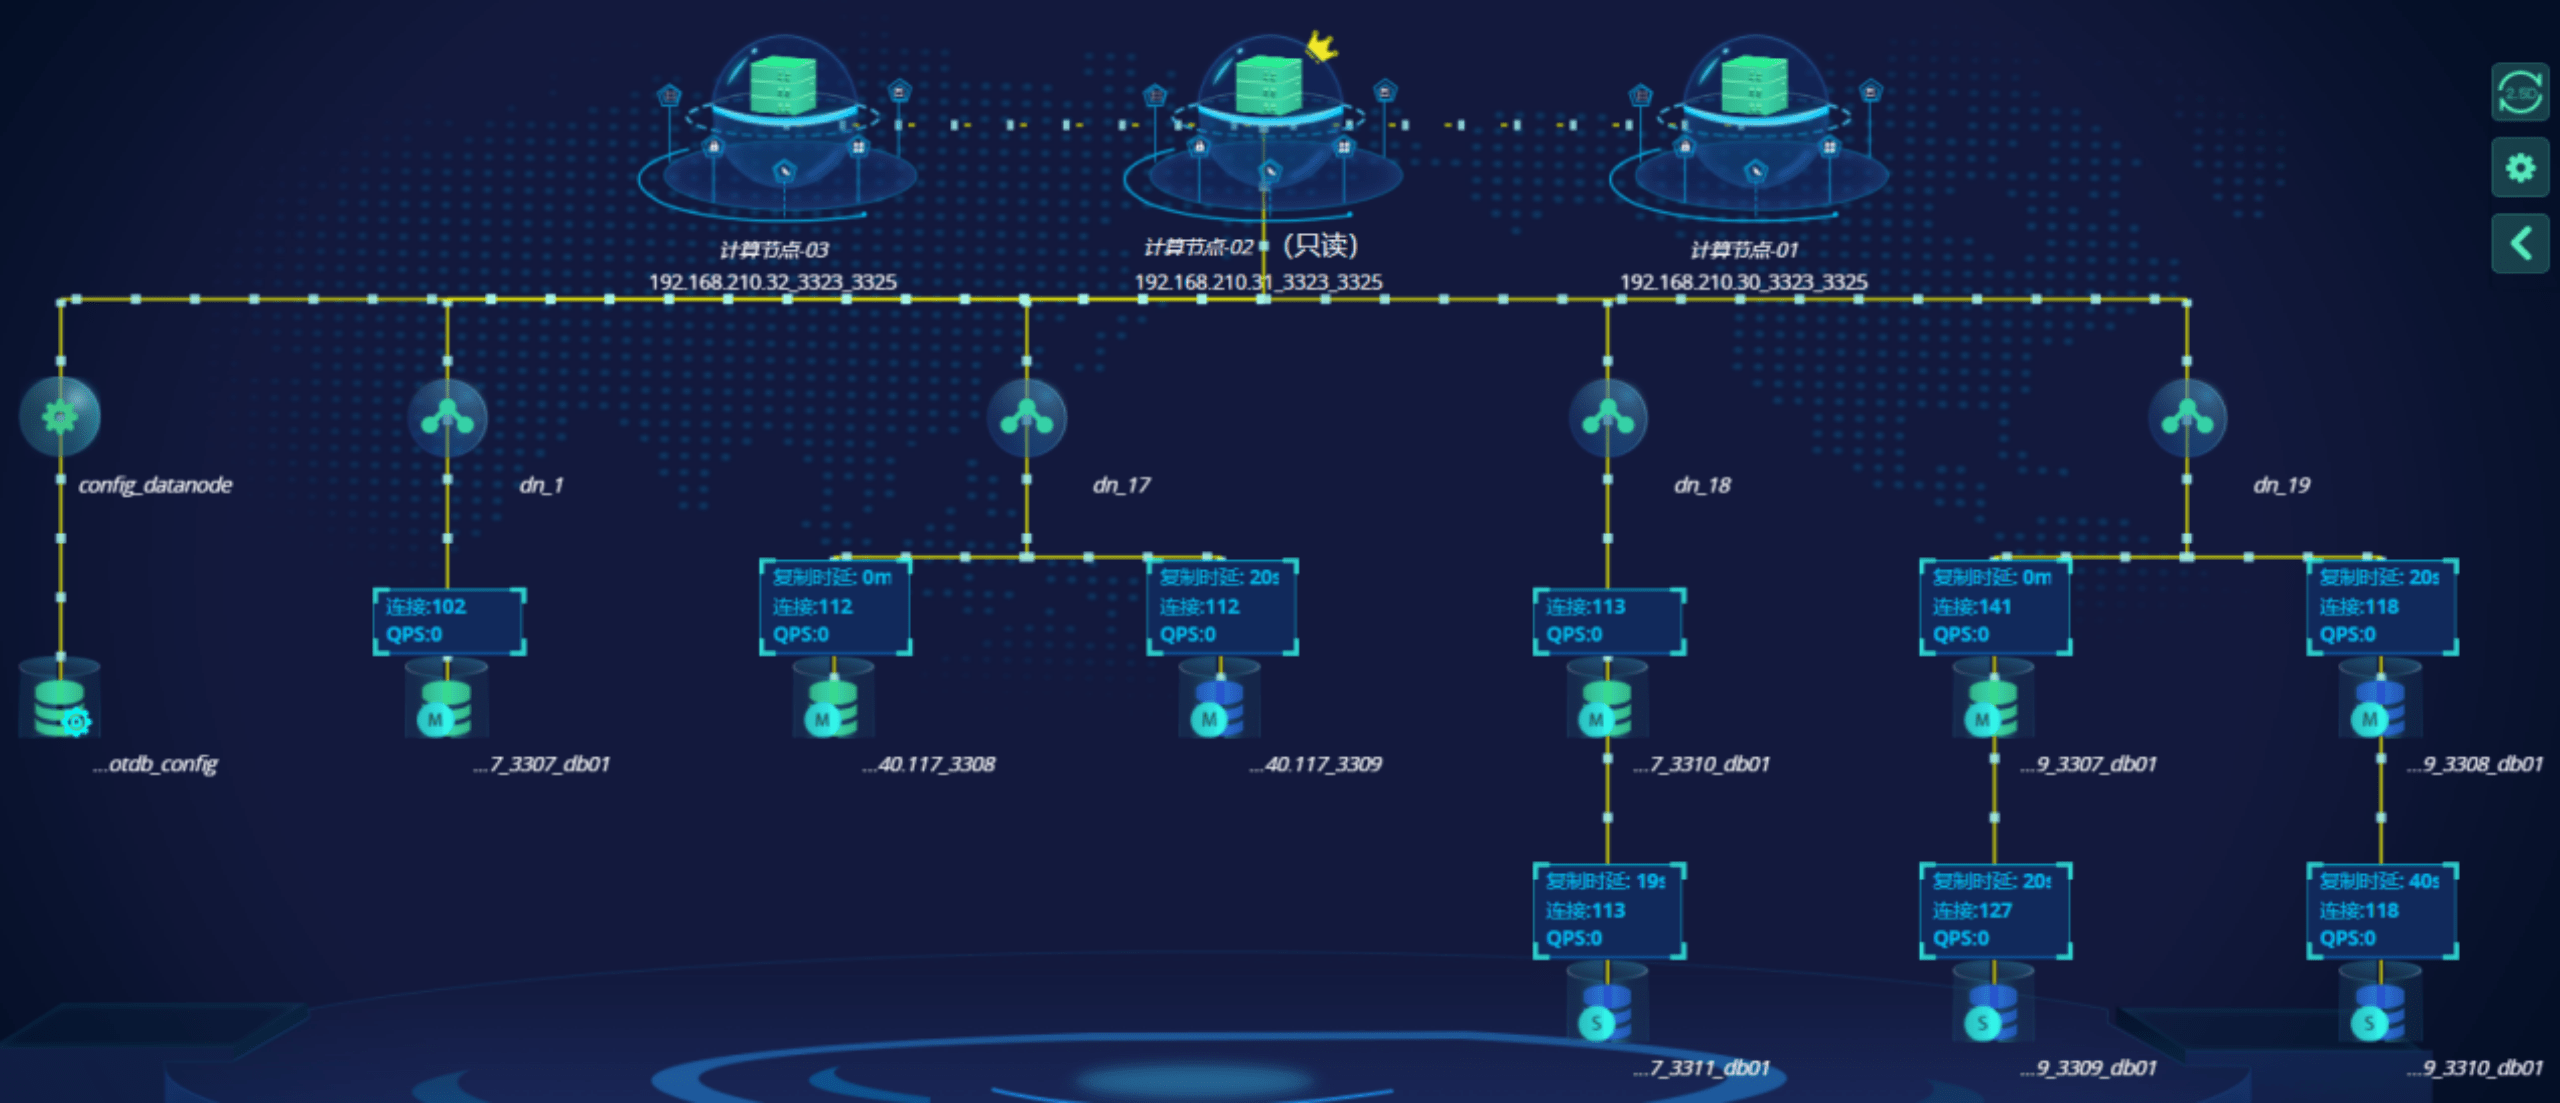 2.5D
计算节点-03
192.168.210.32_3323_3325
计算节点-02 （只读）
192.168.210.31_3323_3325
计算节点-01
192.168.210.30_3323_3325
config_datanode
dn_1
dn_17
dn_18
dn_19
连接:102
QPS:0
复制时延: 0m
连接:112
QPS:0
复制时延: 20s
连接:112
QPS:0
连接:113
QPS:0
复制时延: 0m
连接:141
QPS:0
复制时延: 20s
连接:118
QPS:0
M
M
M
M
M
M
...otdb_config
...7_3307_db01
...40.117_3308
...40.117_3309
...7_3310_db01
...9_3307_db01
...9_3308_db01
复制时延: 19s
连接:113
QPS:0
复制时延: 20s
连接:127
QPS:0
复制时延: 40s
连接:118
QPS:0
S
S
S
...7_3311_db01
...9_3309_db01
...9_3310_db01